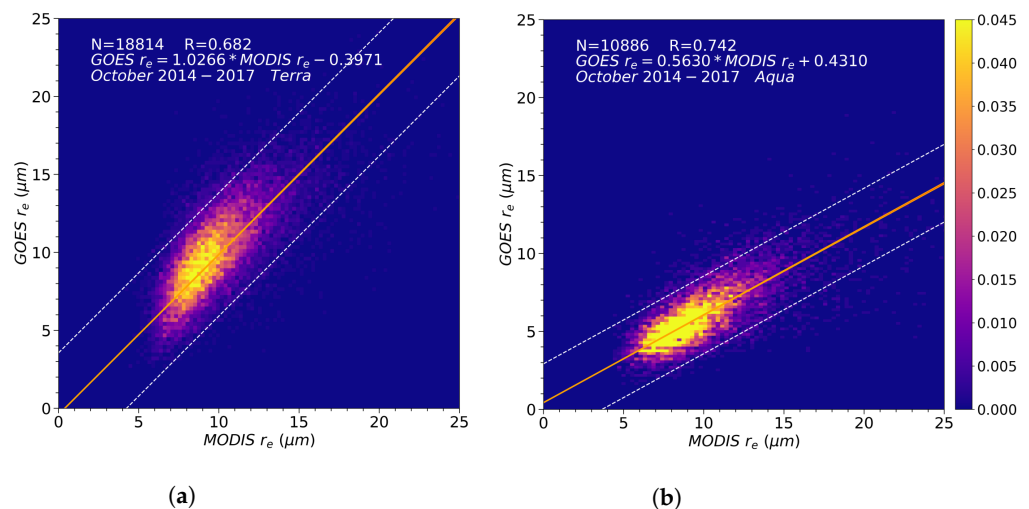 N=18814 R=0.682
GOES r_e = 1.0266 * MODIS r_e − 0.3971
October 2014 − 2017 Terra
25
20
15
10
5
0
GOES r_e (μm)
0 5 10 15 20 25
MODIS r_e (μm)
(a)
N=10886 R=0.742
GOES r_e = 0.5630 * MODIS r_e + 0.4310
October 2014 − 2017 Aqua
25
20
15
10
5
0
GOES r_e (μm)
0 5 10 15 20 25
MODIS r_e (μm)
(b)
0.045
0.040
0.035
0.030
0.025
0.020
0.015
0.010
0.005
0.000